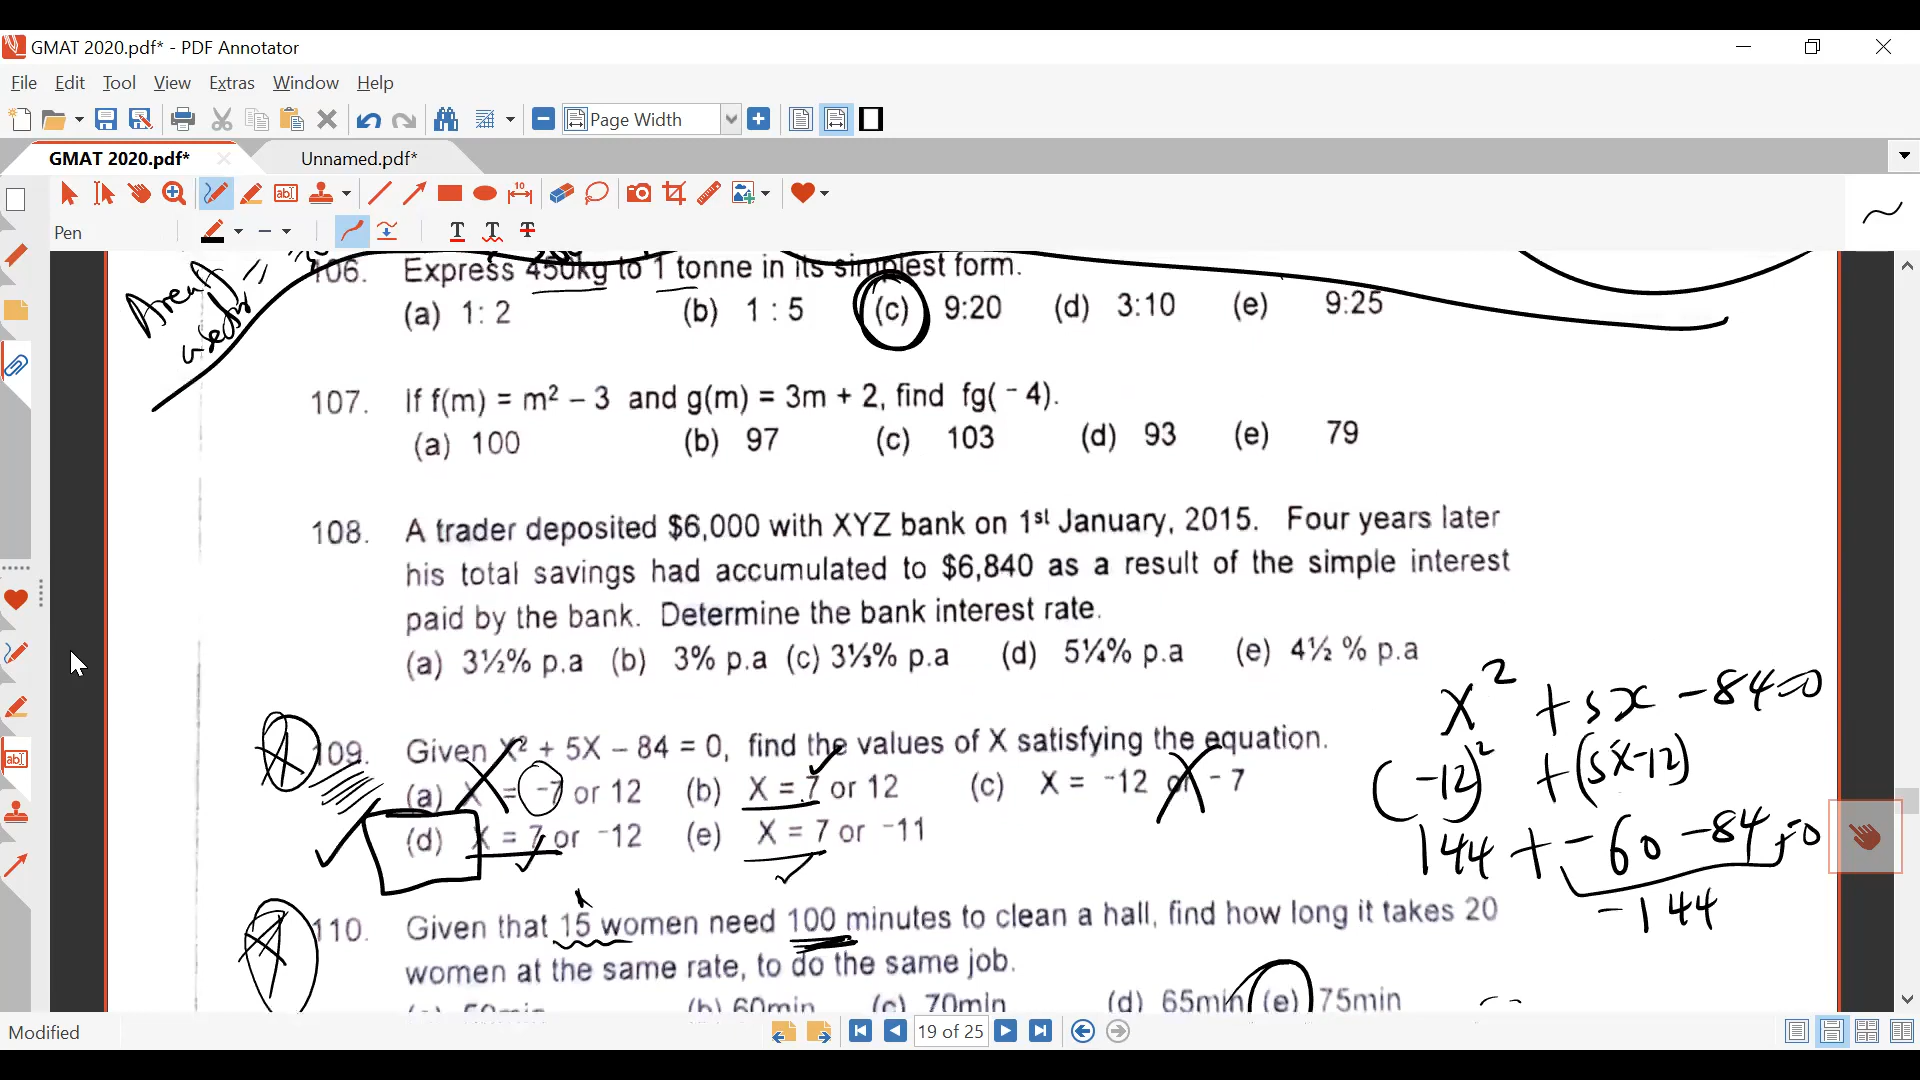 GMAT 2020.pdf* - PDF Annotator
File Edit Tool View Extras Window Help
Page Width
GMAT 2020.pdf* Unnamed.pdf*
Pen
106. Express 450kg to 1 tonne in its simplest form.
(a) 1: 2 (b) 1 : 5 (c) 9:20 (d) 3:10 (e) 9:25
107. If f(m) = m² – 3 and g(m) = 3m + 2, find fg( ⁻ 4).
(a) 100 (b) 97 (c) 103 (d) 93 (e) 79
108. A trader deposited $6,000 with XYZ bank on 1st January, 2015. Four years later
his total savings had accumulated to $6,840 as a result of the simple interest
paid by the bank. Determine the bank interest rate.
(a) 3½% p.a (b) 3% p.a (c) 3⅓% p.a (d) 5¼% p.a (e) 4½ % p.a
x² + 5x - 84=0
109. Given X² + 5X – 84 = 0, find the values of X satisfying the equation.
(-12)² + (5x-12)
(a) X = -7 or 12 (b) X = 7 or 12 (c) X = -12 or - 7
(d) X = 7 or -12 (e) X = 7 or -11
144 + -60 -84 =0
-144
110. Given that 15 women need 100 minutes to clean a hall, find how long it takes 20
women at the same rate, to do the same job.
(b) 60min (c) 70min (d) 65min (e) 75min
Modified 19 of 25